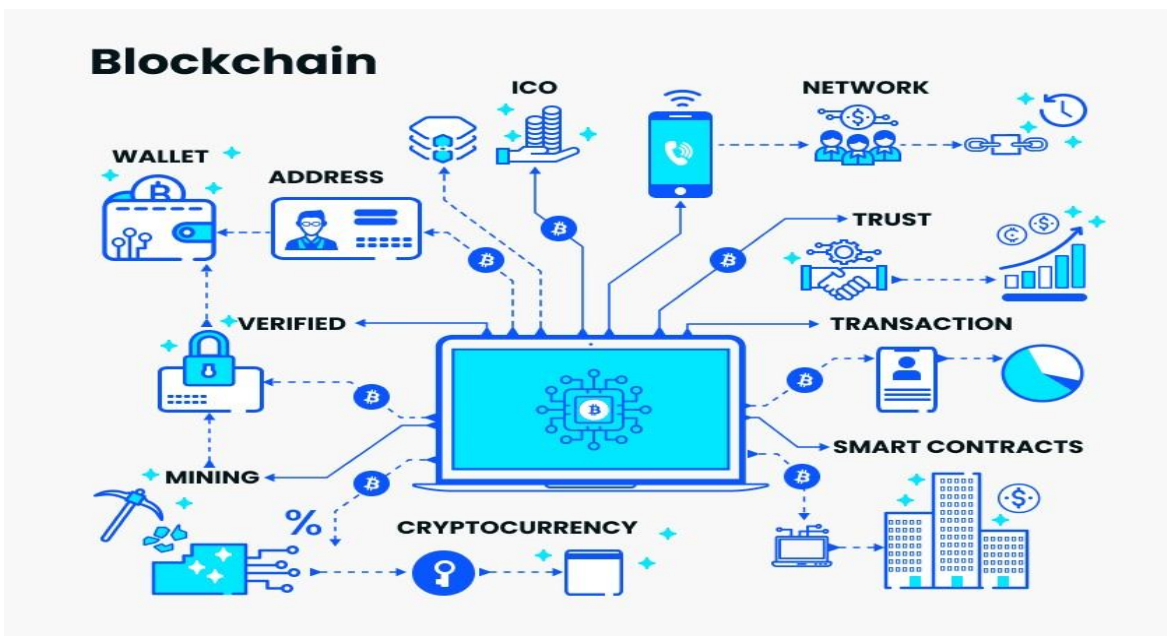 Blockchain
ICO
NETWORK
WALLET
ADDRESS
TRUST
VERIFIED
TRANSACTION
SMART CONTRACTS
MINING
%
CRYPTOCURRENCY